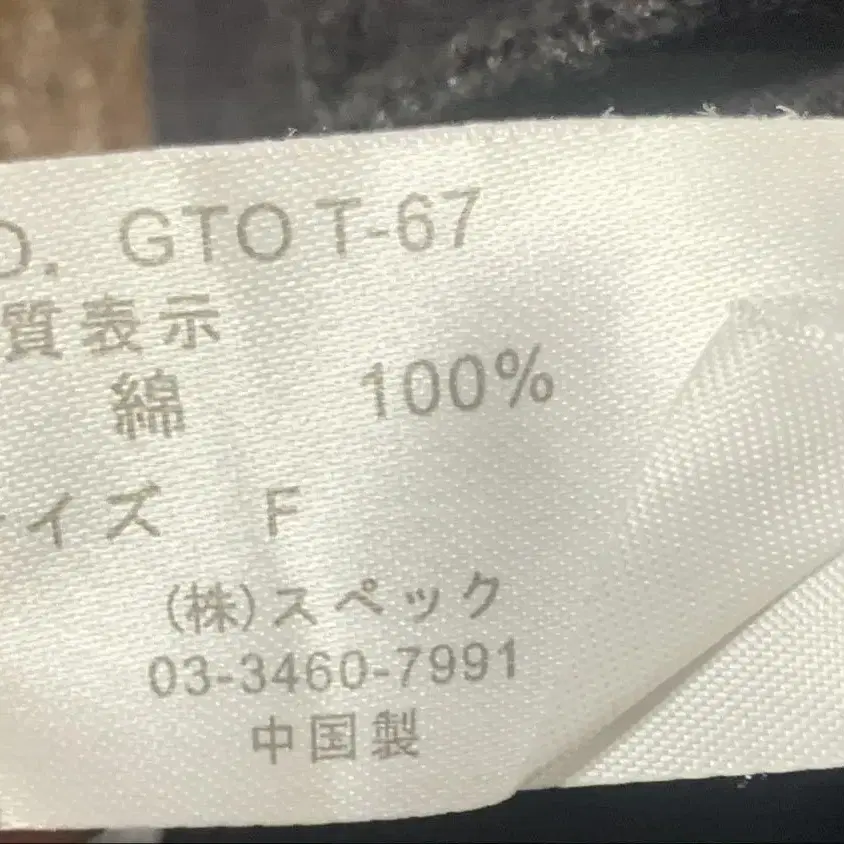 O. GTO T-67
質表示
綿 100%
イズ F
(株)スペック
03-3460-7991
中国製